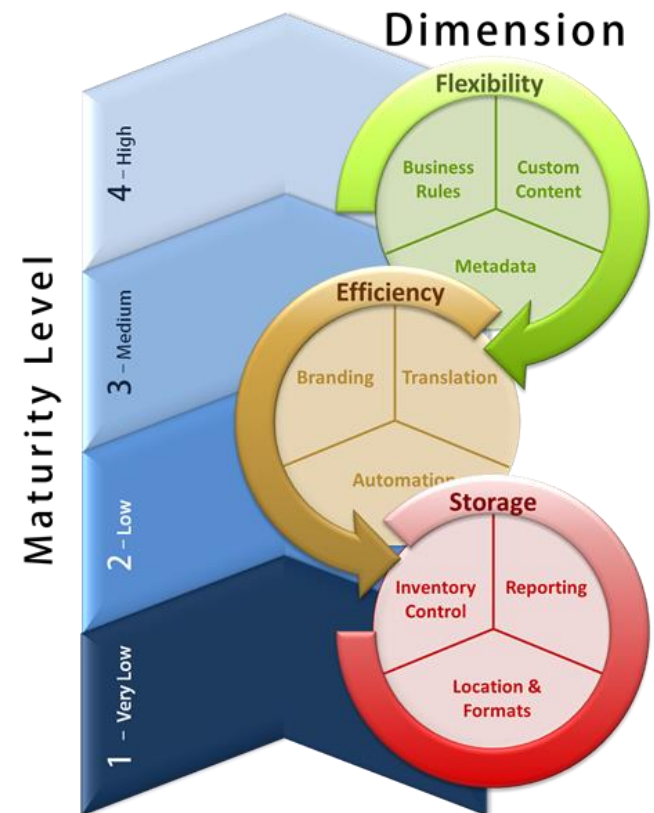 Dimension
Maturity Level
4 – High
3 – Medium
2 – Low
1 – Very Low
Flexibility
Business
Rules
Custom
Content
Metadata
Efficiency
Branding
Translation
Automation
Storage
Inventory
Control
Reporting
Location &
Formats